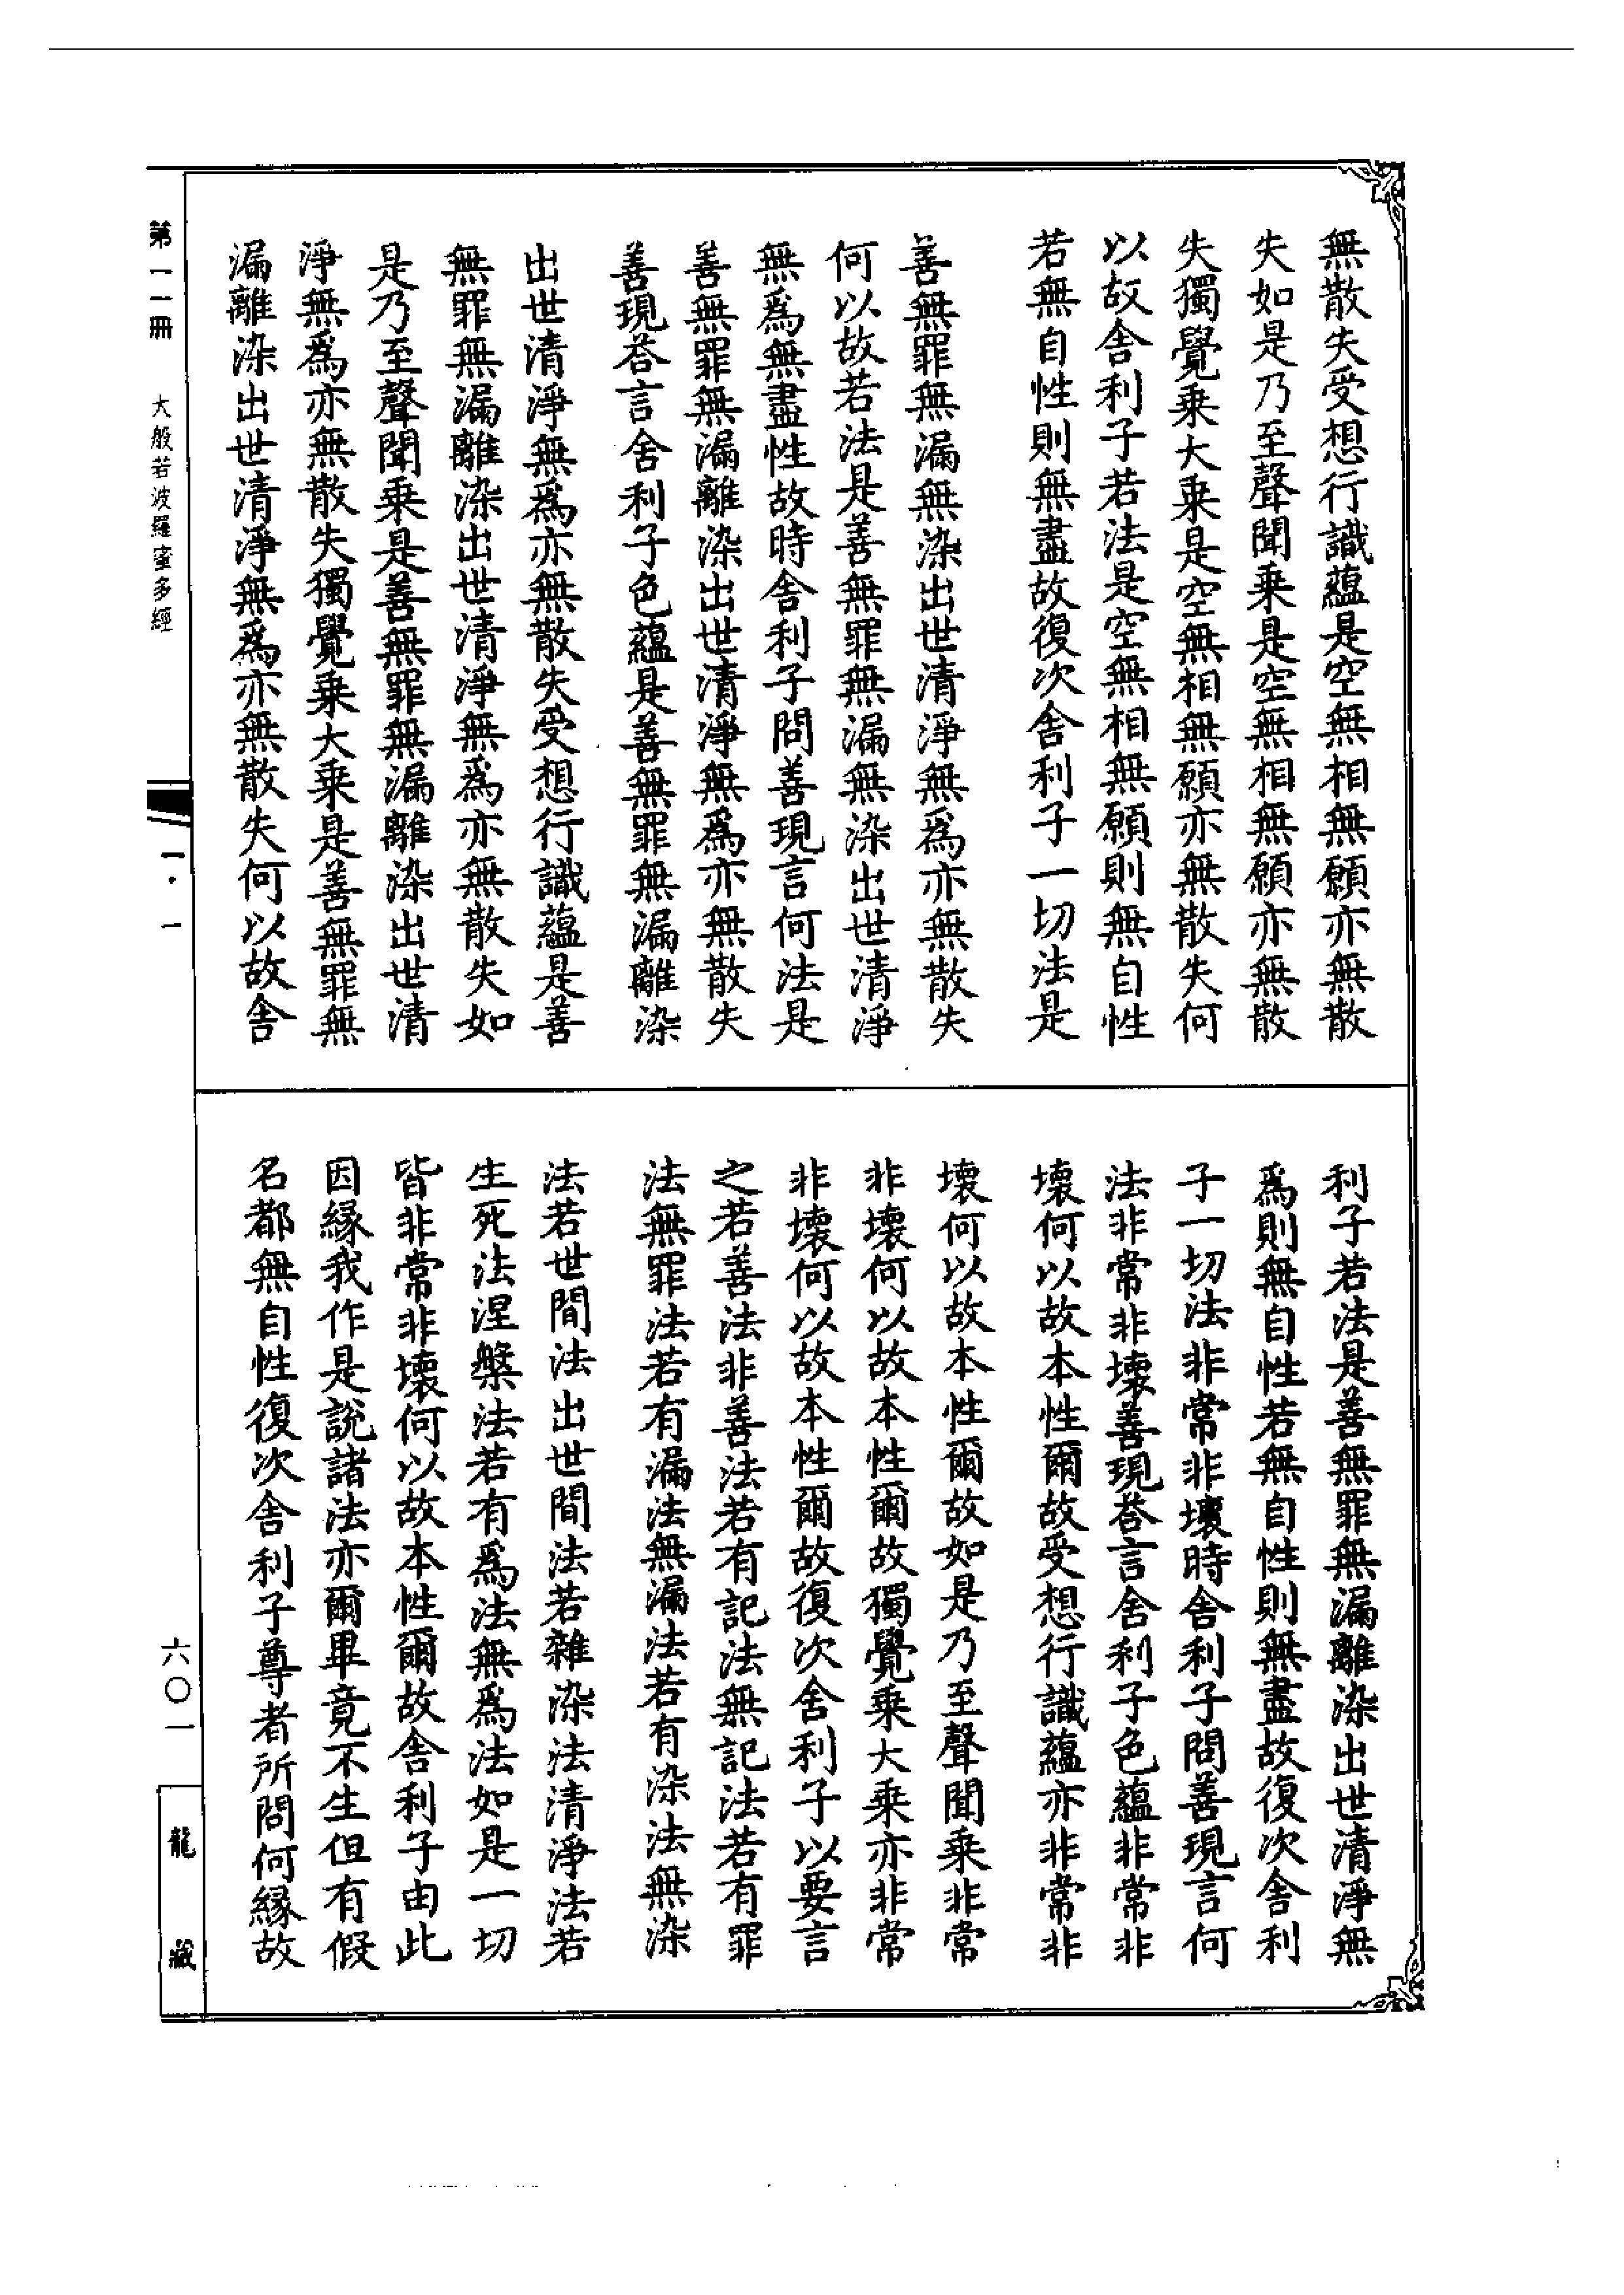 無散失受想行識蘊是空無相無願亦無散
失如是乃至聲聞乗是空無相無願亦無散
失獨覺乗大乗是空無相無願亦無散失何
以故舎利子若法是空無相無願則無自性
若無自性則無盡故復次舎利子一切法是
善無罪無漏無染出世清淨無爲亦無散失
何以故若法是善無罪無漏無染出世清淨
無爲無盡性故時舎利子問善現言何法是
善無罪無漏離染出世清淨無爲亦無散失
善現荅言舎利子色蘊是善無罪無漏離染
出世清淨無爲亦無散失受想行識蘊是善
無罪無漏離染出世清淨無爲亦無散失如
是乃至聲聞乗是善無罪無漏離染出世清
淨無爲亦無散失獨覺乗大乗是善無罪無
漏離染出世清淨無爲亦無散失何以故舎
利子若法是善無罪無漏離染出世清淨無
爲則無自性若無自性則無盡故復次舎利
子一切法非常非壞時舎利子問善現言何
法非常非壞善現荅言舎利子色蘊非常非
壞何以故本性爾故受想行識蘊亦非常非
壞何以故本性爾故如是乃至聲聞乗非常
非壞何以故本性爾故獨覺乗大乗亦非常
非壞何以故本性爾故復次舎利子以要言
之若善法非善法若有記法無記法若有罪
法無罪法若有漏法無漏法若有染法無染
法若世間法出世間法若雜染法清淨法若
生死法涅槃法若有爲法無爲法如是一切
皆非常非壞何以故本性爾故舎利子由此
因縁我作是說諸法亦爾畢竟不生但有假
名都無自性復次舎利子尊者所問何縁故
第一一冊 大般若波羅蜜多經
一·一
六〇一
龍藏